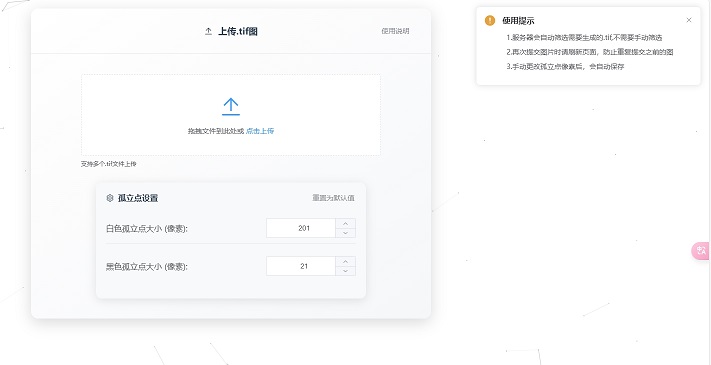 上传.tif图
使用说明
拖拽文件到此处或 点击上传
支持多个.tif文件上传
孤立点设置
重置为默认值
白色孤立点大小 (像素):
201
黑色孤立点大小 (像素):
21
使用提示
1.服务器会自动筛选需要生成的.tif,不需要手动筛选
2.再次提交图片时请刷新页面，防止重复提交之前的图
3.手动更改孤立点像素后，会自动保存